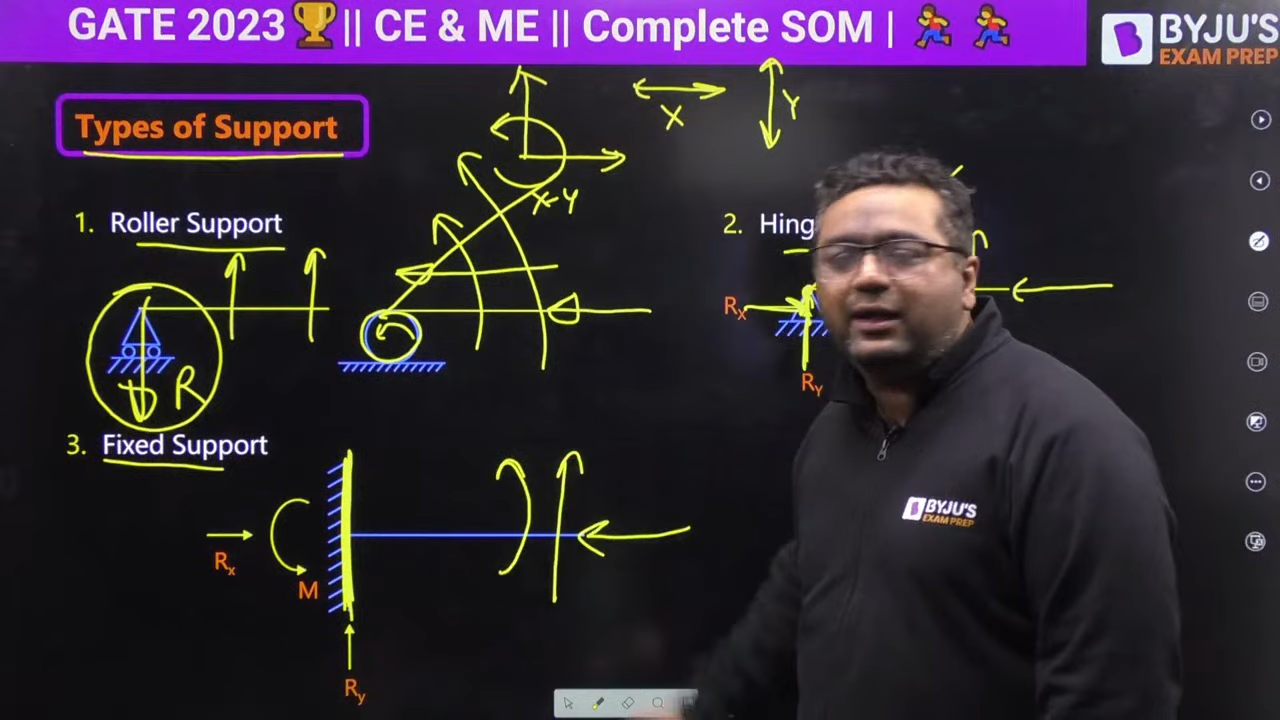 GATE 2023🏆|| CE & ME || Complete SOM | 🏃 🏃
BYJU'S
EXAM PREP
Types of Support
X
Y
X-Y
1. Roller Support
2. Hing
R
Rx
RY
3. Fixed Support
Rx
M
Ry
BYJU'S
EXAM PREP